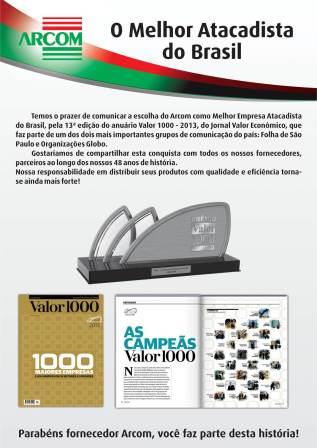 ARCOM
O Melhor Atacadista
do Brasil
Temos o prazer de comunicar a escolha do Arcom como Melhor Empresa Atacadista
do Brasil, pela 13ª edição do anuário Valor 1000 - 2013, do Jornal Valor Econômico, que
faz parte de um dos dois mais importantes grupos de comunicação do país: Folha de São
Paulo e Organizações Globo.
Gostaríamos de compartilhar esta conquista com todos os nossos fornecedores,
parceiros ao longo dos nossos 48 anos de história.
Nossa responsabilidade em distribuir seus produtos com qualidade e eficiência torna-
se ainda mais forte!
PRÊMIO
VALOR
1000
Valor1000
2013
1000
MAIORES EMPRESAS
AS
CAMPEÃS
Valor1000
Parabéns fornecedor Arcom, você faz parte desta história!